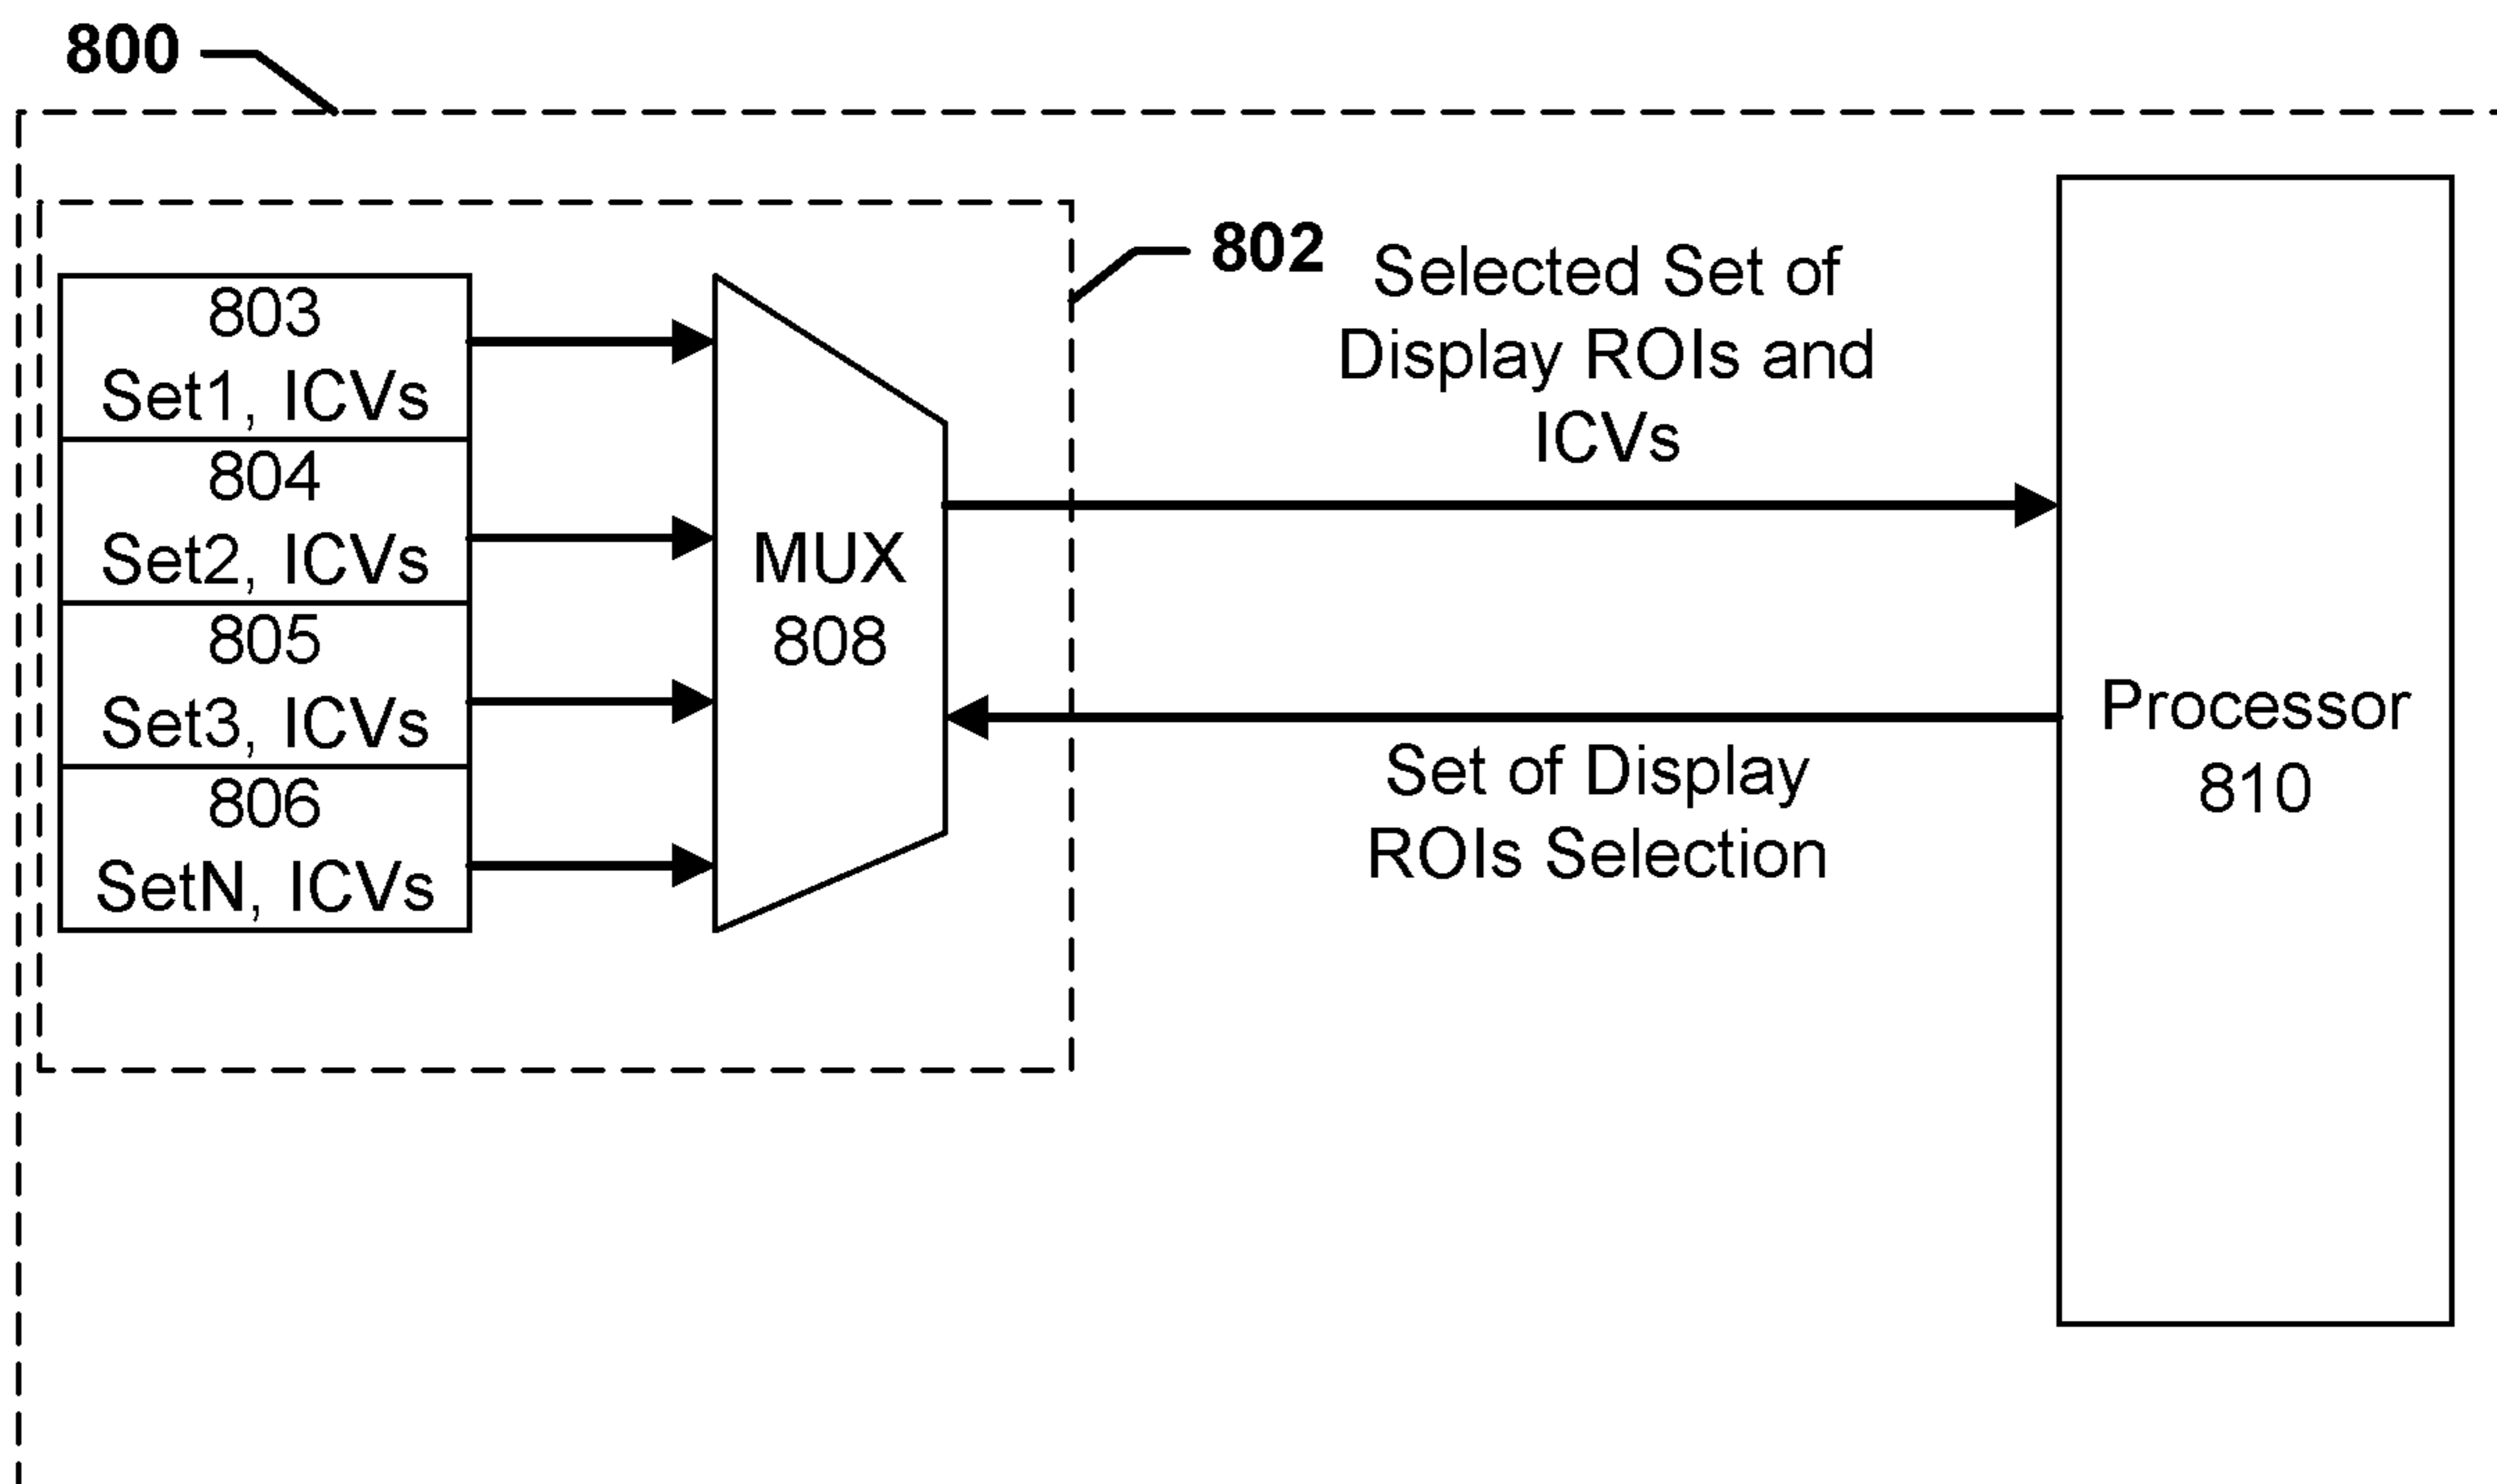 800
802
803
Set1, ICVs
804
Set2, ICVs
805
Set3, ICVs
806
SetN, ICVs
MUX
808
Selected Set of
Display ROIs and
ICVs
Set of Display
ROIs Selection
Processor
810